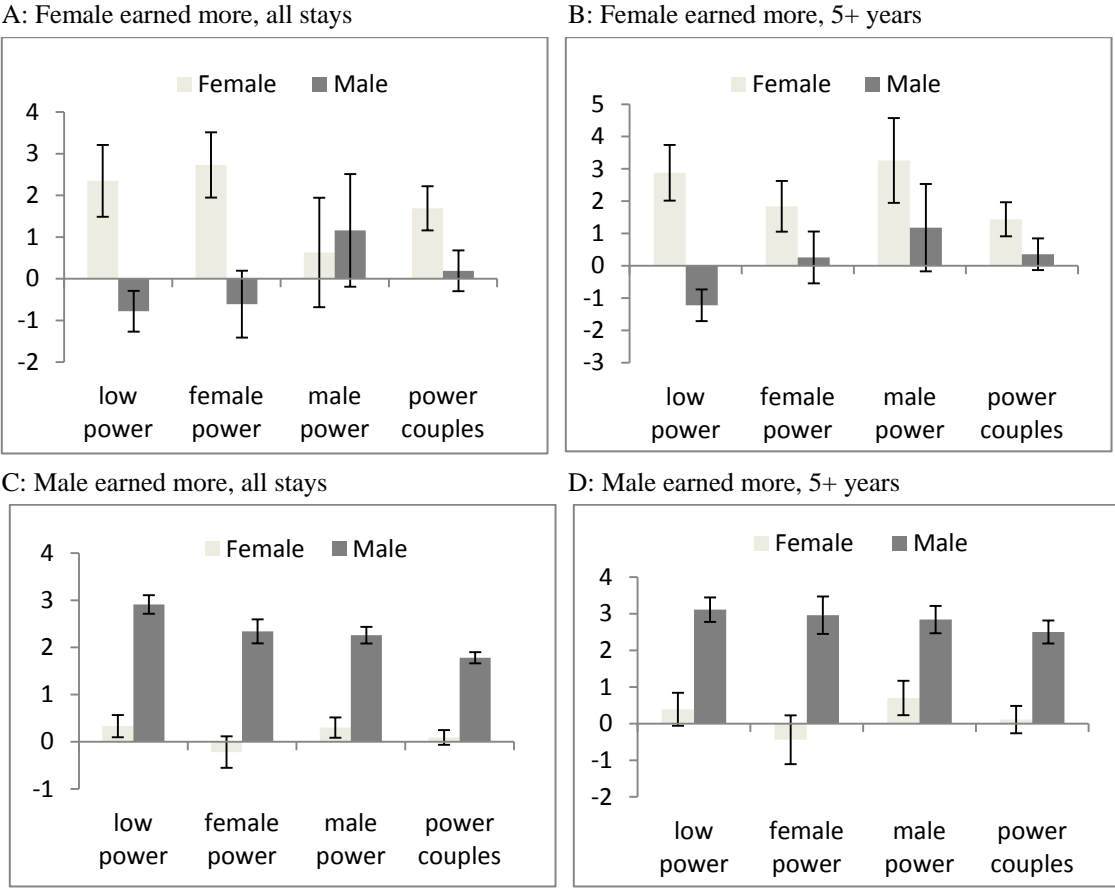 A: Female earned more, all stays
Female Male
4
3
2
1
0
-1
-2
low power
female power
male power
power couples
B: Female earned more, 5+ years
Female Male
5
4
3
2
1
0
-1
-2
-3
low power
female power
male power
power couples
C: Male earned more, all stays
Female Male
4
3
2
1
0
-1
low power
female power
male power
power couples
D: Male earned more, 5+ years
Female Male
4
3
2
1
0
-1
-2
low power
female power
male power
power couples